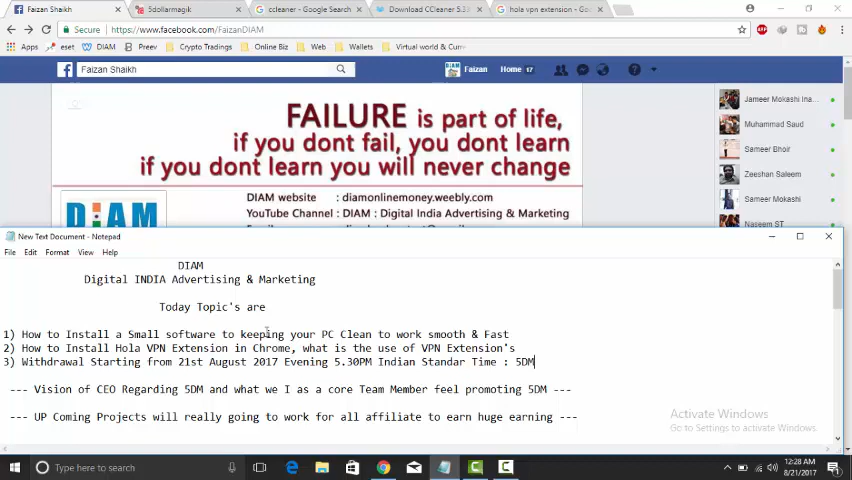 Faizan Shaikh
5dollarmagik
ccleaner - Google Search
Download CCleaner 5.33
hola vpn extension - Goo
Secure https://www.facebook.com/FaizanDIAM
Apps
DIAM
Crypto Tradings
Online Biz
Web
Wallets
Virtual world & Curr
Faizan Shaikh
Faizan
Home 17
FAILURE is part of life,
if you dont fail, you dont learn
if you dont learn you will never change
DIAM website : diamonlinemoney.weebly.com
YouTube Channel : DIAM : Digital India Advertising & Marketing
DIAM
Jameer Mokashi Ina...
Muhammad Saud
Sameer Bhoir
Zeeshan Saleem
Sameer Mokashi
Naseem ST
New Text Document - Notepad
File Edit Format View Help
DIAM
Digital INDIA Advertising & Marketing
Today Topic's are
1) How to Install a Small software to keeping your PC Clean to work smooth & Fast
2) How to Install Hola VPN Extension in Chrome, what is the use of VPN Extension's
3) Withdrawal Starting from 21st August 2017 Evening 5.30PM Indian Standar Time : 5DM
--- Vision of CEO Regarding 5DM and what we I as a core Team Member feel promoting 5DM ---
--- UP Coming Projects will really going to work for all affiliate to earn huge earning ---
Activate Windows
Go to Settings to activate Windows.
Type here to search
12:28 AM
8/21/2017